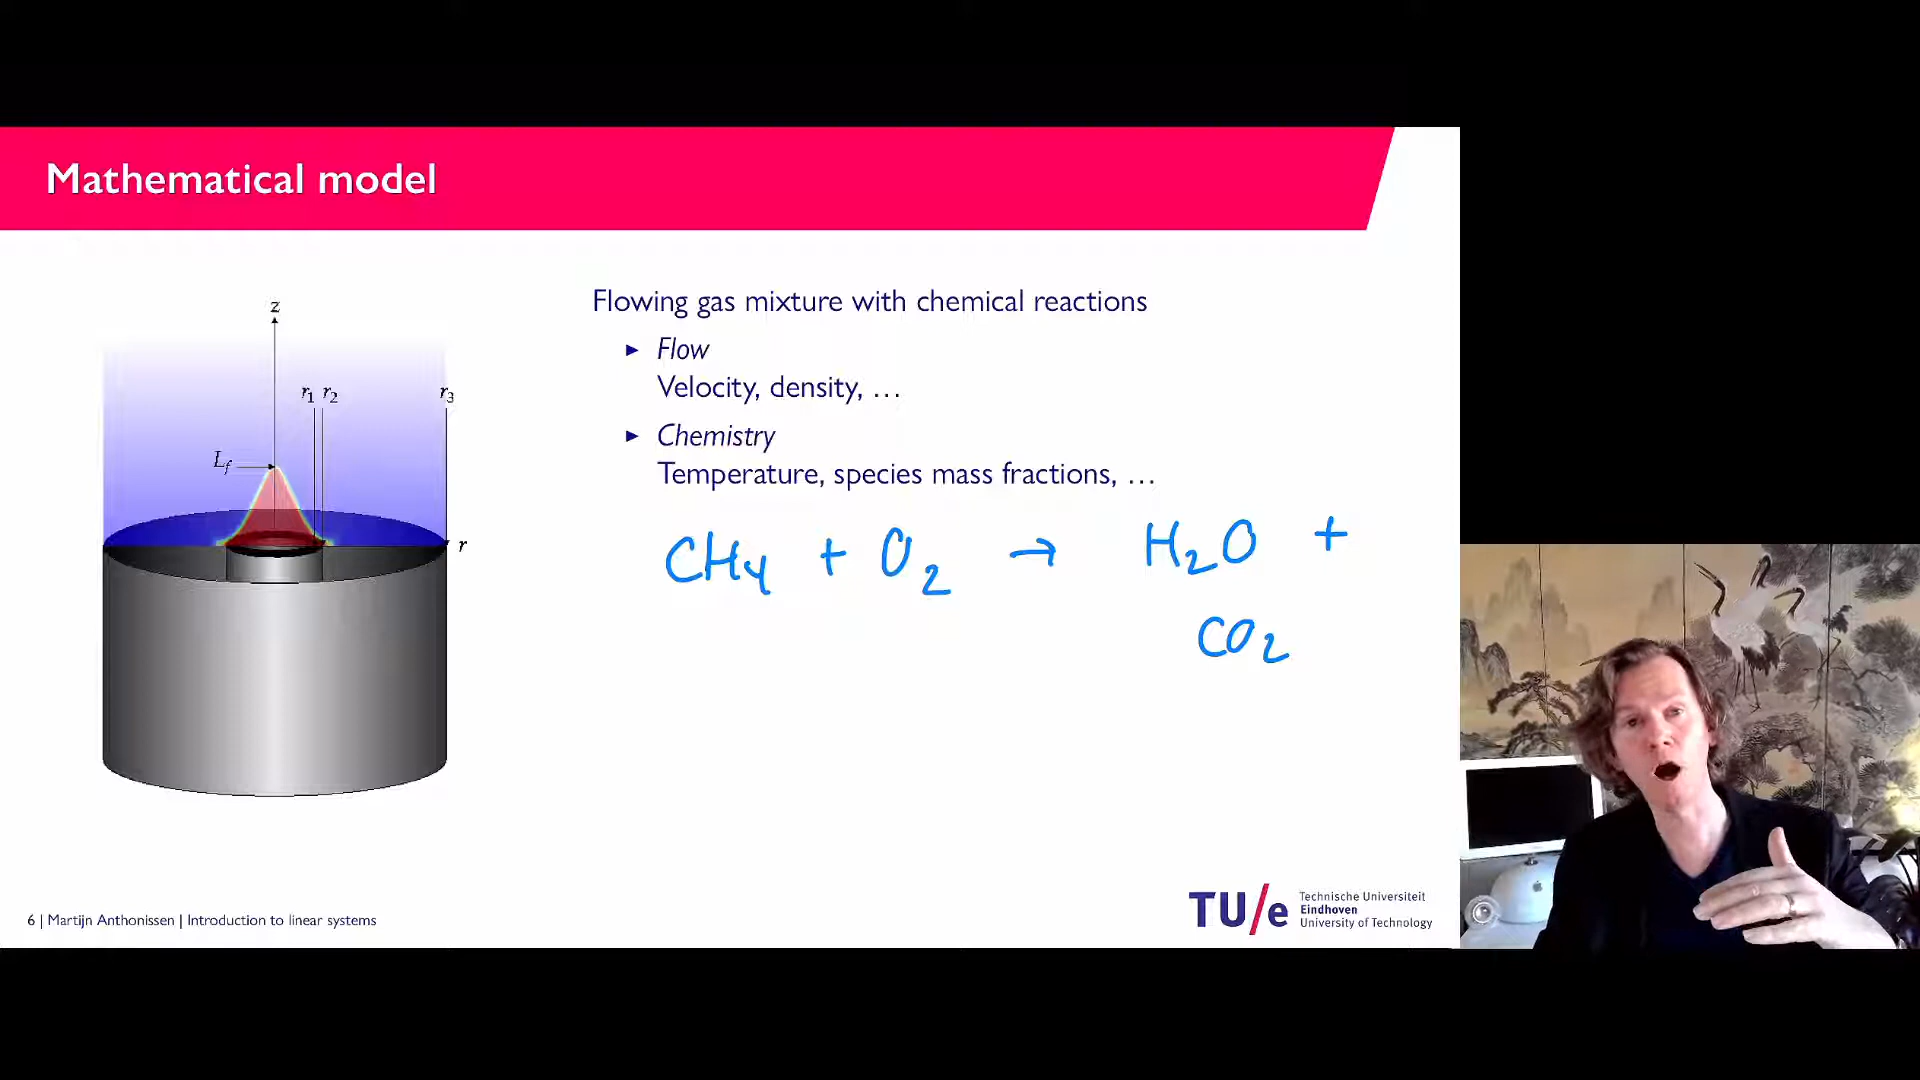 Mathematical model
z
r1 r2
r3
Lf
r
Flowing gas mixture with chemical reactions
▸ Flow
Velocity, density, …
▸ Chemistry
Temperature, species mass fractions, …
CH4 + O2 → H2O +
CO2
6 | Martijn Anthonissen | Introduction to linear systems
TU/e
Technische Universiteit
Eindhoven
University of Technology